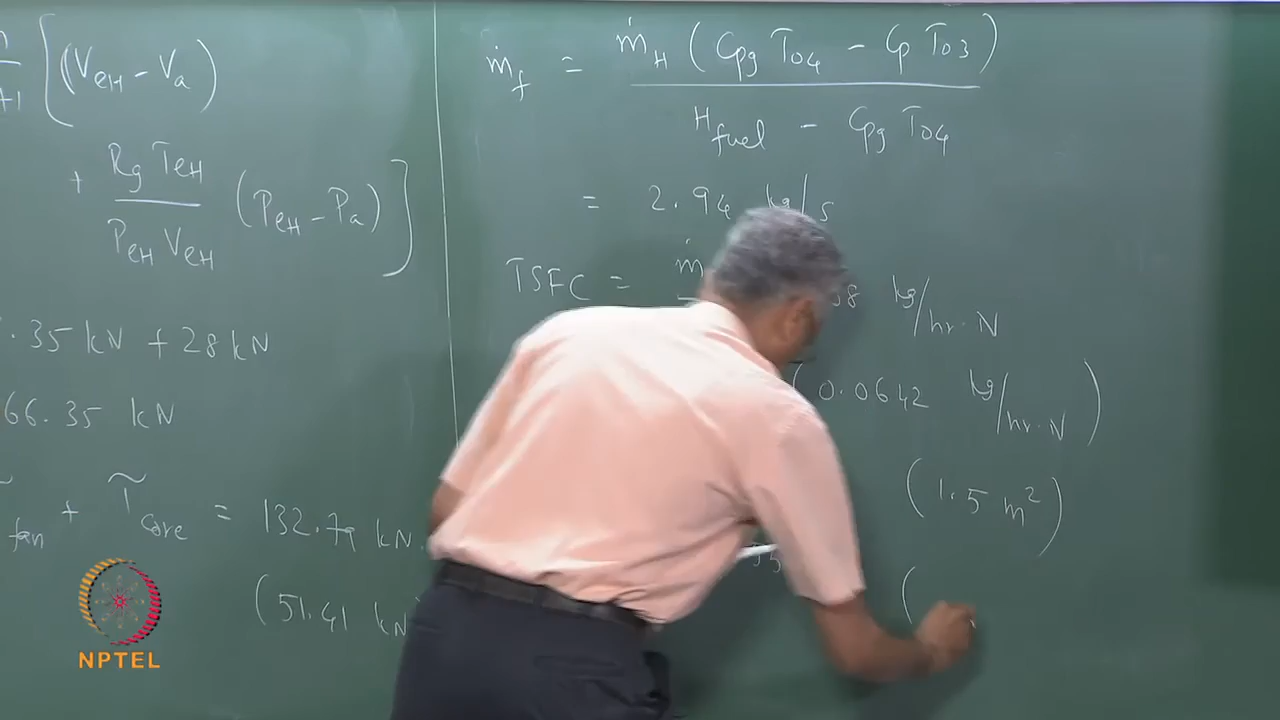 [(V_eH - V_a)
+ R_g T_eH / P_eH V_eH (P_eH - P_a)]
.35 kN + 28 kN
66.35 kN
fan + T̃_core = 132.79 kN
(51.41 kN
ṁ_f = ṁ_H (C_pg T_04 - C_p T_03) / H_fuel - C_pg T_04
= 2.94 kg/s
TSFC = ṁ 8 kg/hr·N
(0.0642 kg/hr·N)
(1.5 m²)
(
NPTEL